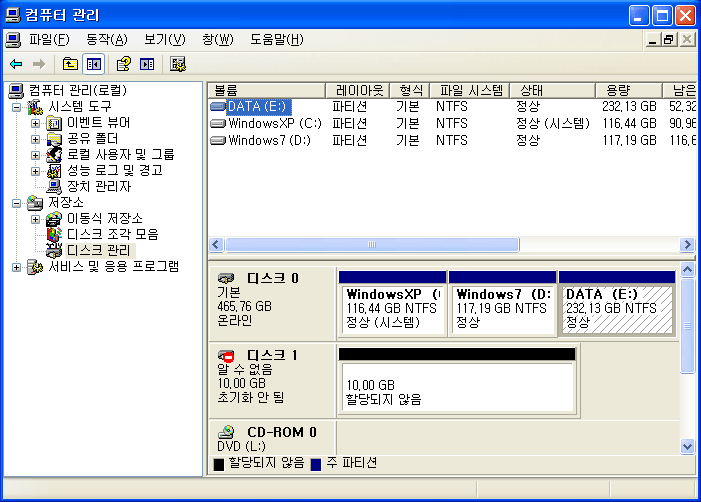 컴퓨터 관리
파일(F) 동작(A) 보기(V) 창(W) 도움말(H)
컴퓨터 관리(로컬)
시스템 도구
이벤트 뷰어
공유 폴더
로컬 사용자 및 그룹
성능 로그 및 경고
장치 관리자
저장소
이동식 저장소
디스크 조각 모음
디스크 관리
서비스 및 응용 프로그램
볼륨 레이아웃 형식 파일 시스템 상태 용량 남은
DATA (E:) 파티션 기본 NTFS 정상 232,13 GB 52,32
WindowsXP (C:) 파티션 기본 NTFS 정상 (시스템) 116,44 GB 90,96
Windows7 (D:) 파티션 기본 NTFS 정상 117,19 GB 116,6
디스크 0
기본
465,76 GB
온라인
WindowsXP (
116,44 GB NTFS
정상 (시스템)
Windows7 (D:
117,19 GB NTFS
정상
DATA (E:)
232,13 GB NTFS
정상
디스크 1
알 수 없음
10,00 GB
초기화 안 됨
10,00 GB
할당되지 않음
CD-ROM 0
DVD (L:)
할당되지 않음 주 파티션